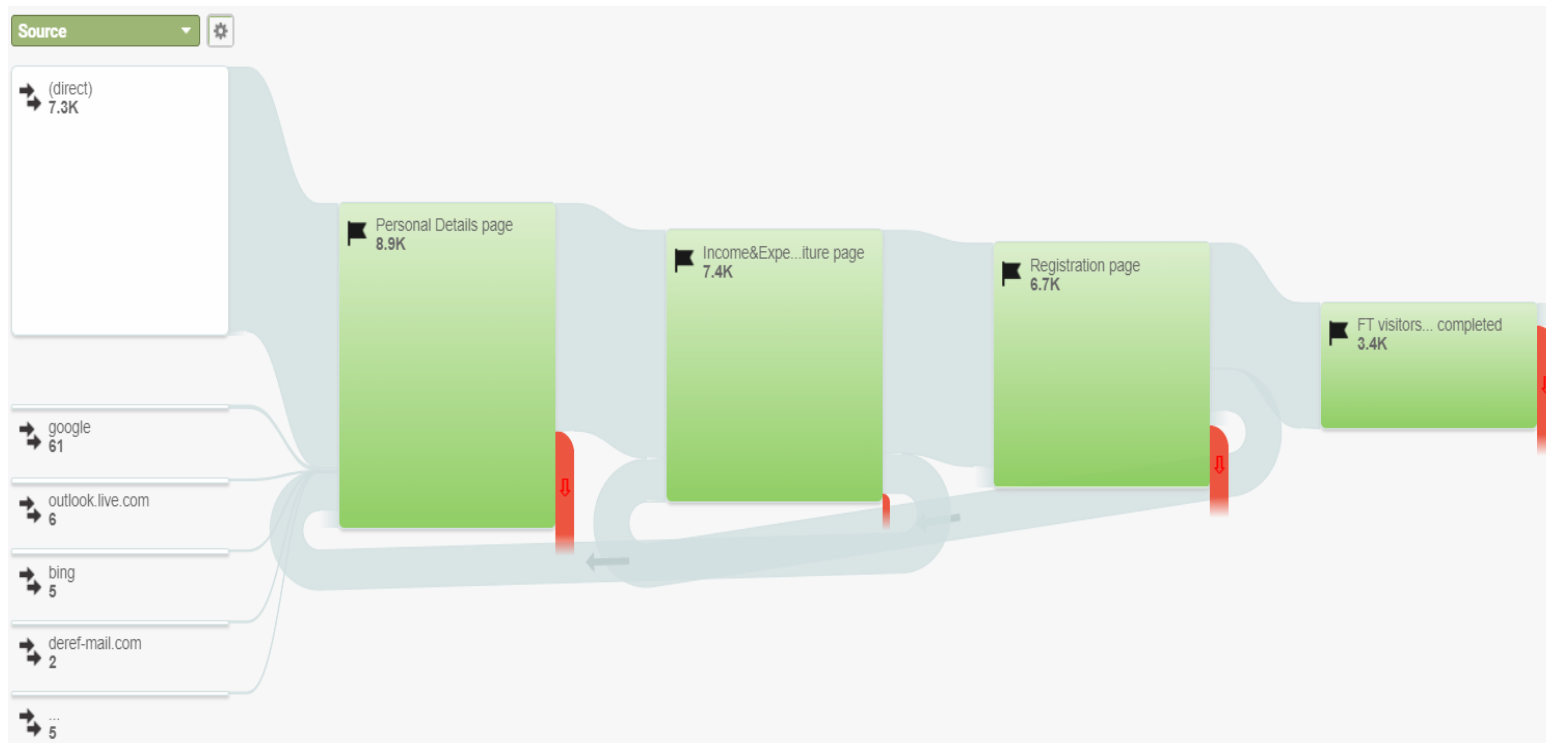 Source
(direct)
7.3K
google
61
outlook.live.com
6
bing
5
deref-mail.com
2
...
5
Personal Details page
8.9K
Income&Expe...iture page
7.4K
Registration page
6.7K
FT visitors... completed
3.4K